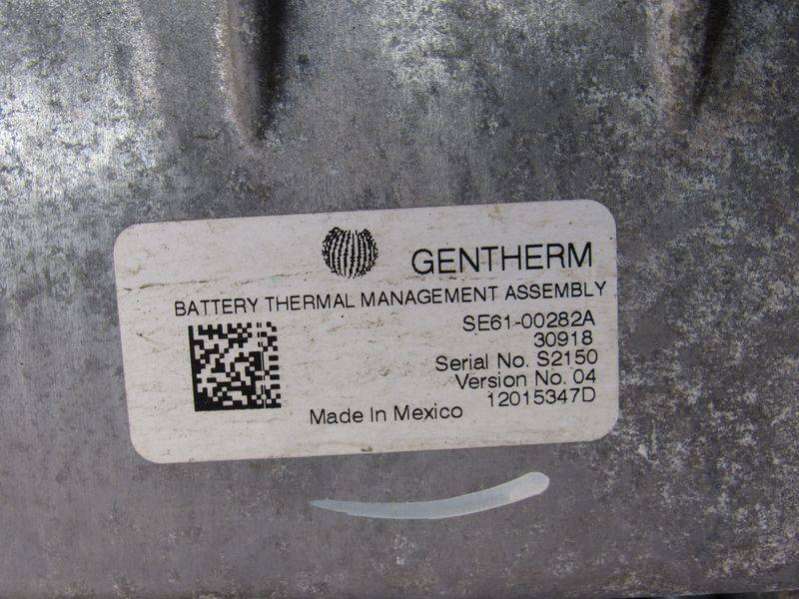 GENTHERM
BATTERY THERMAL MANAGEMENT ASSEMBLY
SE61-00282A
30918
Serial No. S2150
Version No. 04
12015347D
Made In Mexico